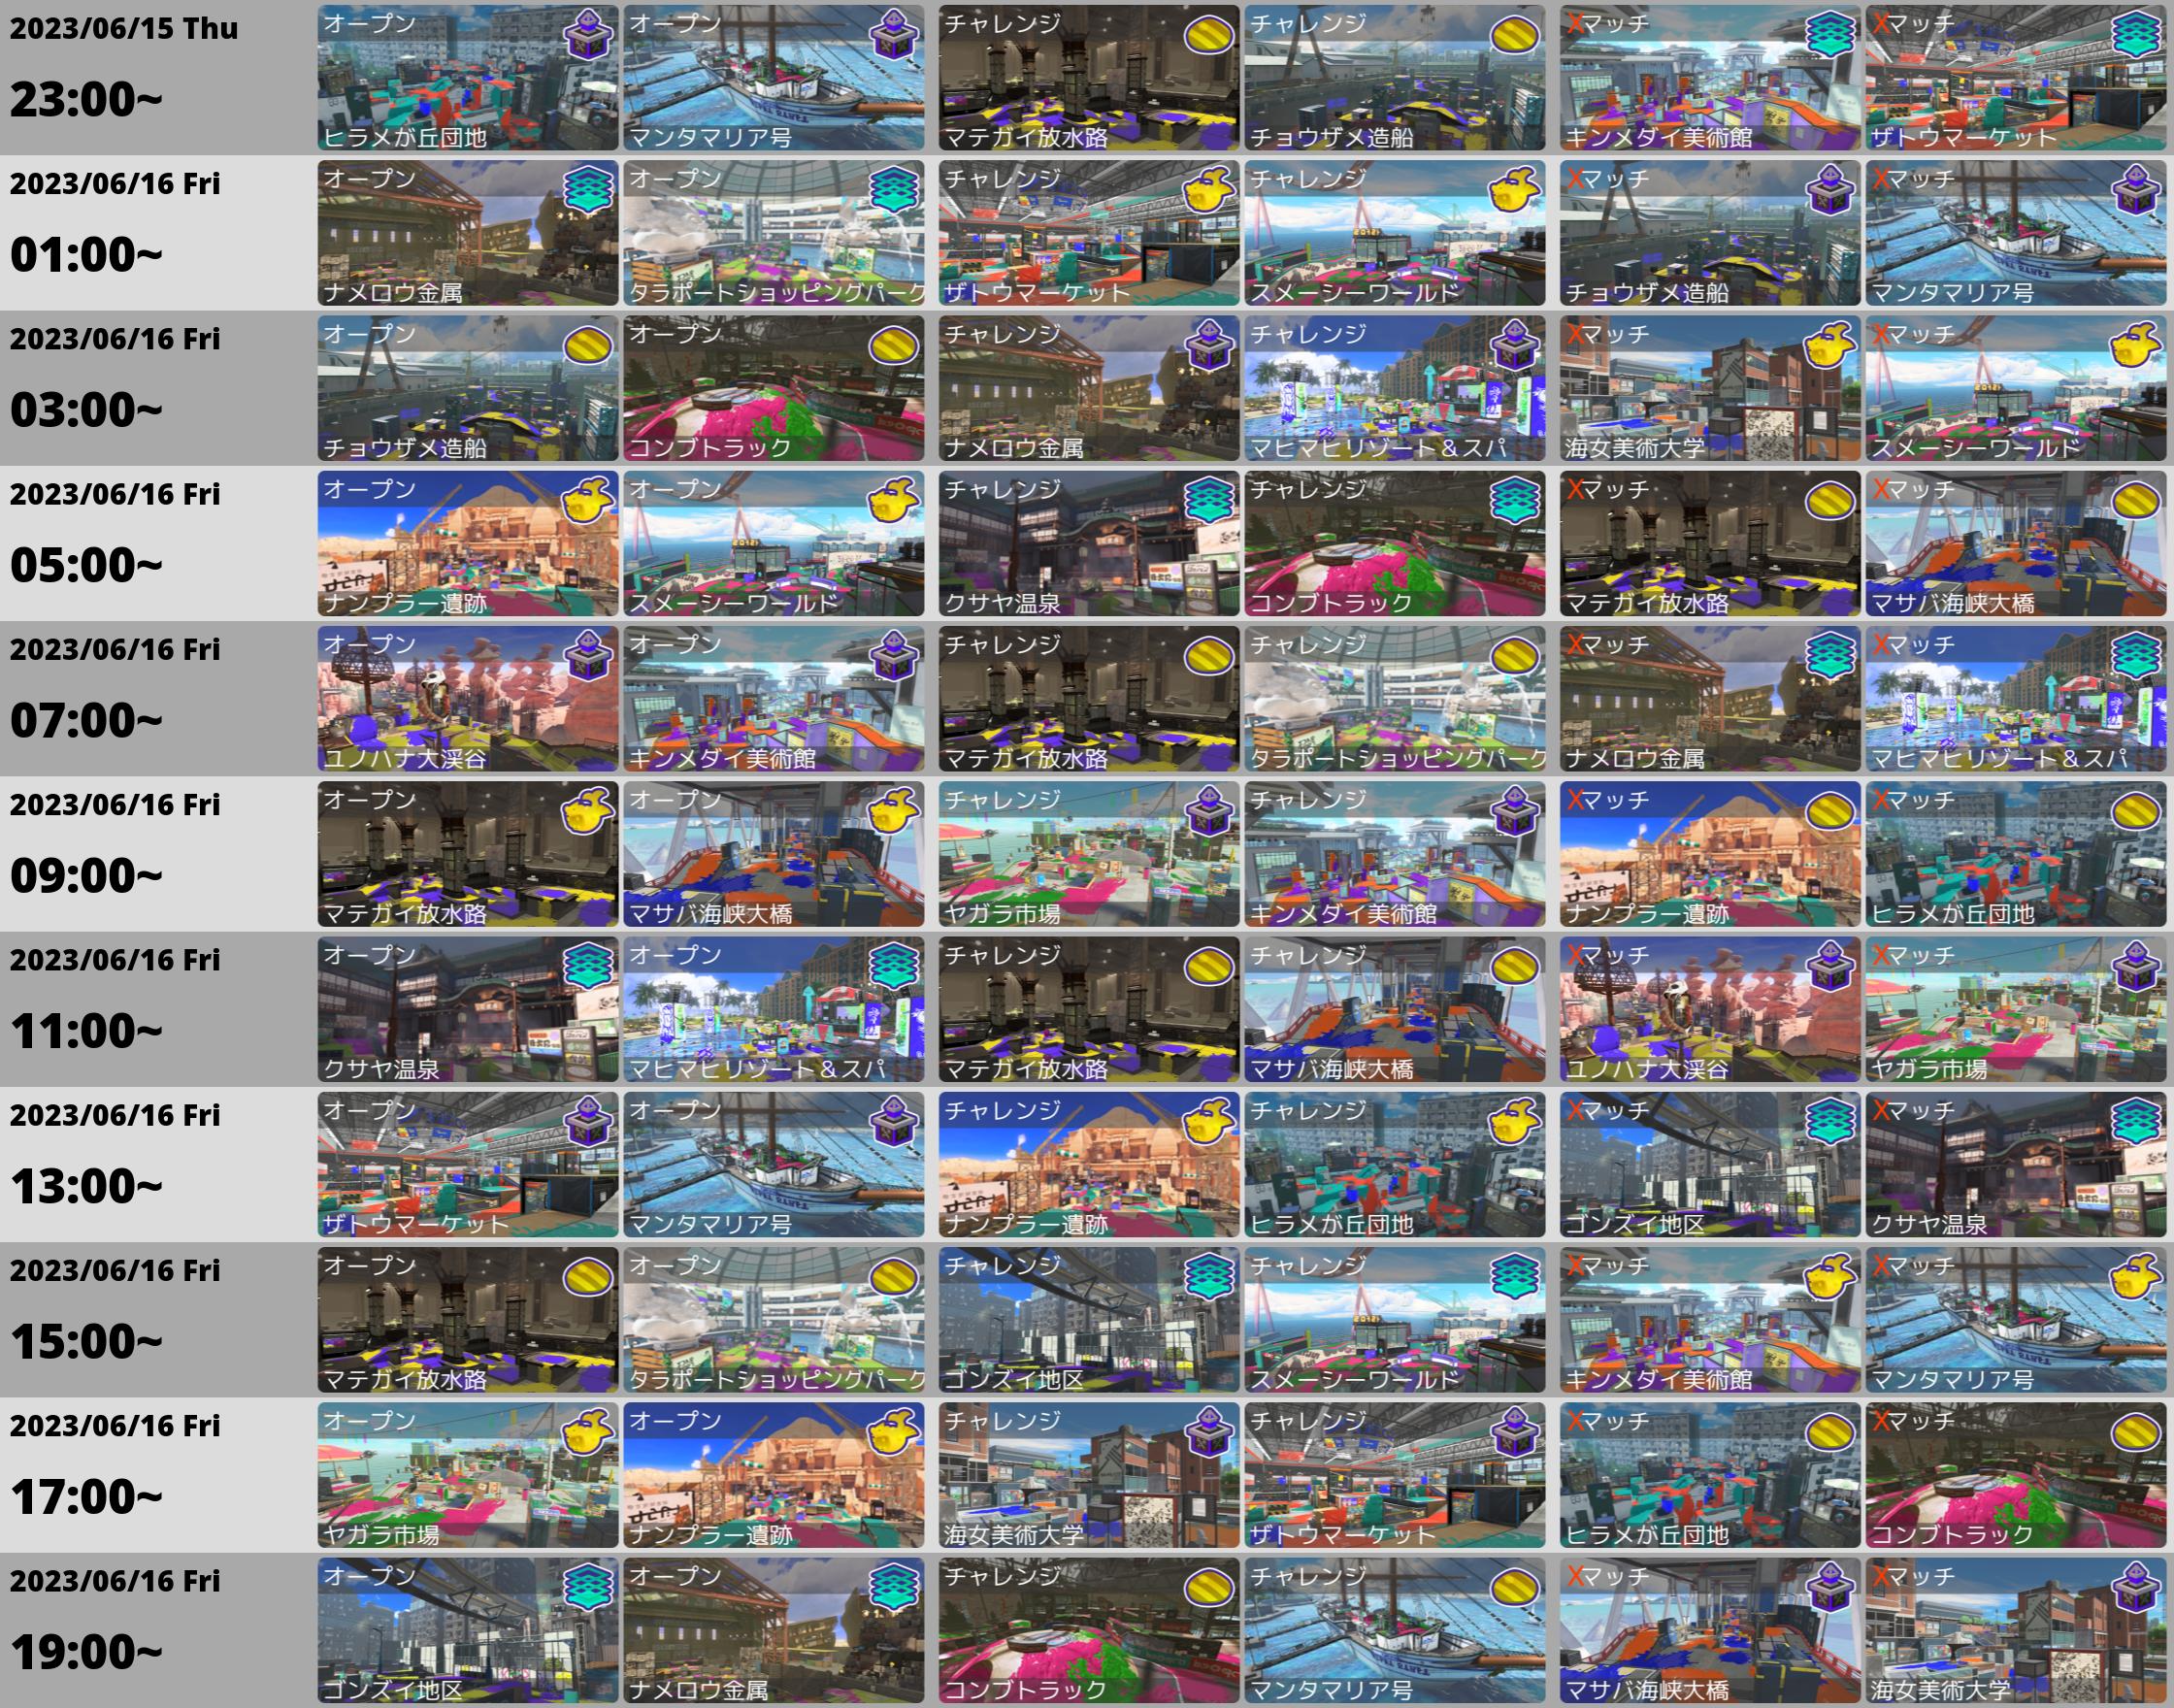 2023/06/15 Thu
23:00~
オープン オープン チャレンジ チャレンジ Xマッチ Xマッチ
ヒラメが丘団地 マンタマリア号 マテガイ放水路 チョウザメ造船 キンメダイ美術館 ザトウマーケット
2023/06/16 Fri
01:00~
オープン オープン チャレンジ チャレンジ Xマッチ Xマッチ
ナメロウ金属 タラポートショッピングパーク ザトウマーケット スメーシーワールド チョウザメ造船 マンタマリア号
2023/06/16 Fri
03:00~
オープン オープン チャレンジ チャレンジ Xマッチ Xマッチ
チョウザメ造船 コンブトラック ナメロウ金属 マヒマヒリゾート&スパ 海女美術大学 スメーシーワールド
2023/06/16 Fri
05:00~
オープン オープン チャレンジ チャレンジ Xマッチ Xマッチ
ナンプラー遺跡 スメーシーワールド クサヤ温泉 コンブトラック マテガイ放水路 マサバ海峡大橋
2023/06/16 Fri
07:00~
オープン オープン チャレンジ チャレンジ Xマッチ Xマッチ
ユノハナ大渓谷 キンメダイ美術館 マテガイ放水路 タラポートショッピングパーク ナメロウ金属 マヒマヒリゾート&スパ
2023/06/16 Fri
09:00~
オープン オープン チャレンジ チャレンジ Xマッチ Xマッチ
マテガイ放水路 マサバ海峡大橋 ヤガラ市場 キンメダイ美術館 ナンプラー遺跡 ヒラメが丘団地
2023/06/16 Fri
11:00~
オープン オープン チャレンジ チャレンジ Xマッチ Xマッチ
クサヤ温泉 マヒマヒリゾート&スパ マテガイ放水路 マサバ海峡大橋 ユノハナ大渓谷 ヤガラ市場
2023/06/16 Fri
13:00~
オープン オープン チャレンジ チャレンジ Xマッチ Xマッチ
ザトウマーケット マンタマリア号 ナンプラー遺跡 ヒラメが丘団地 ゴンズイ地区 クサヤ温泉
2023/06/16 Fri
15:00~
オープン オープン チャレンジ チャレンジ Xマッチ Xマッチ
マテガイ放水路 タラポートショッピングパーク ゴンズイ地区 スメーシーワールド キンメダイ美術館 マンタマリア号
2023/06/16 Fri
17:00~
オープン オープン チャレンジ チャレンジ Xマッチ Xマッチ
ヤガラ市場 ナンプラー遺跡 海女美術大学 ザトウマーケット ヒラメが丘団地 コンブトラック
2023/06/16 Fri
19:00~
オープン オープン チャレンジ チャレンジ Xマッチ Xマッチ
ゴンズイ地区 ナメロウ金属 コンブトラック マンタマリア号 マサバ海峡大橋 海女美術大学